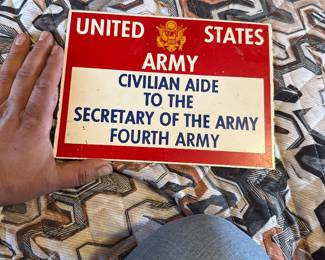 UNITED STATES
ARMY
CIVILIAN AIDE
TO THE
SECRETARY OF THE ARMY
FOURTH ARMY